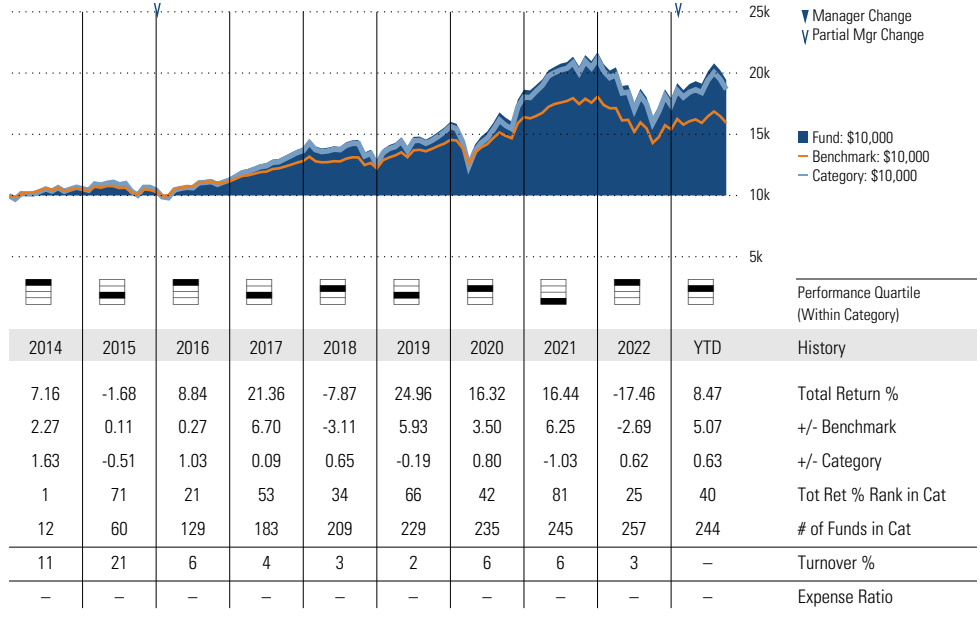 25k
▼ Manager Change
∨ Partial Mgr Change
20k
15k
■ Fund: $10,000
— Benchmark: $10,000
— Category: $10,000
10k
5k
Performance Quartile
(Within Category)
2014 2015 2016 2017 2018 2019 2020 2021 2022 YTD History
7.16 -1.68 8.84 21.36 -7.87 24.96 16.32 16.44 -17.46 8.47 Total Return %
2.27 0.11 0.27 6.70 -3.11 5.93 3.50 6.25 -2.69 5.07 +/- Benchmark
1.63 -0.51 1.03 0.09 0.65 -0.19 0.80 -1.03 0.62 0.63 +/- Category
1 71 21 53 34 66 42 81 25 40 Tot Ret % Rank in Cat
12 60 129 183 209 229 235 245 257 244 # of Funds in Cat
11 21 6 4 3 2 6 6 3 – Turnover %
– – – – – – – – – – Expense Ratio